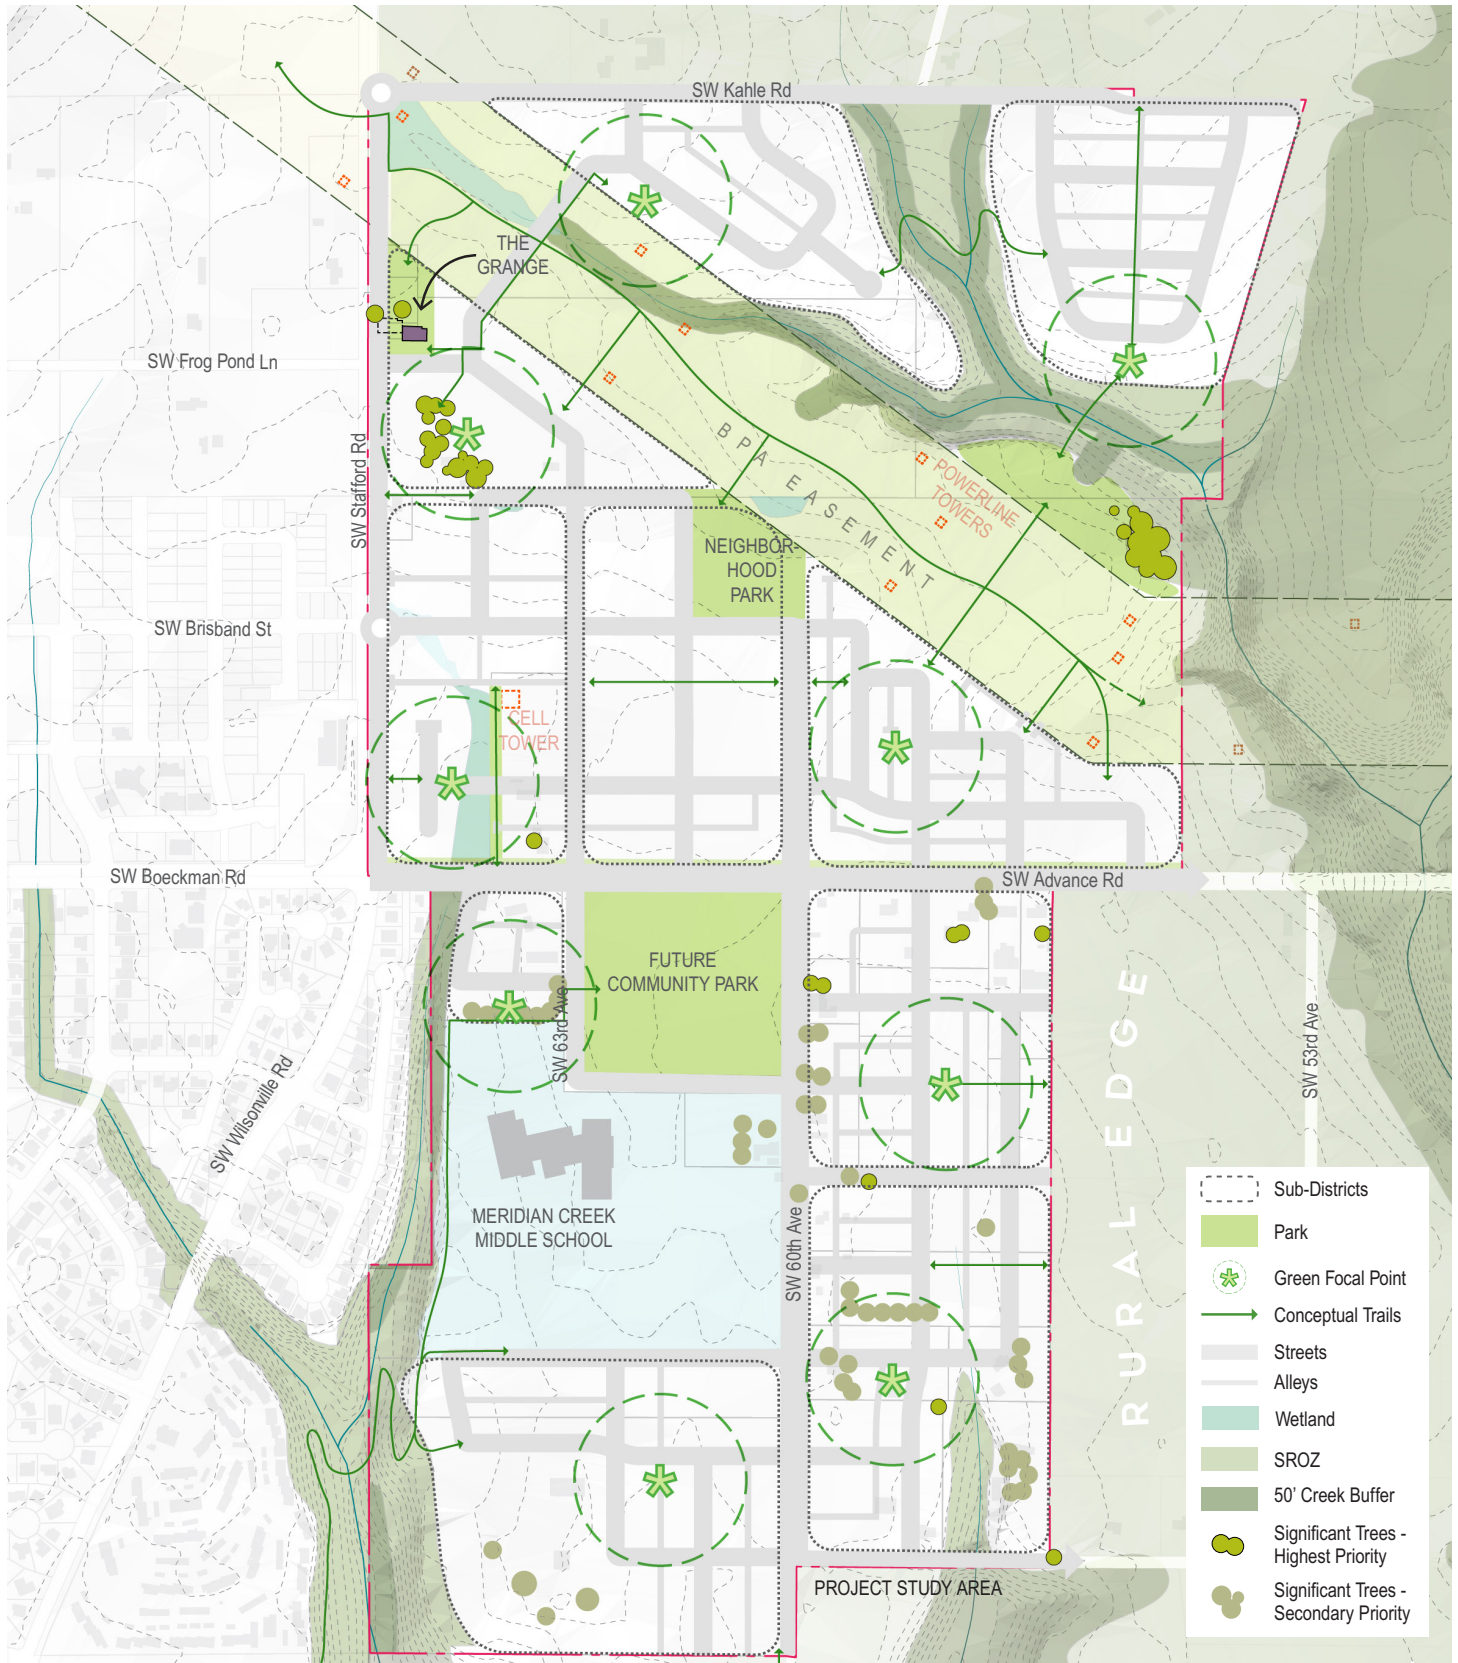 SW Kahle Rd
THE
GRANGE
SW Frog Pond Ln
SW Stafford Rd
BPA EASEMENT
POWERLINE
TOWERS
NEIGHBOR-
HOOD
PARK
SW Brisband St
CELL
TOWER
SW Boeckman Rd
SW Advance Rd
FUTURE
COMMUNITY PARK
SW 63rd Ave
SW Wilsonville Rd
SW 53rd Ave
RURAL EDGE
MERIDIAN CREEK
MIDDLE SCHOOL
SW 60th Ave
PROJECT STUDY AREA
Sub-Districts
Park
Green Focal Point
Conceptual Trails
Streets
Alleys
Wetland
SROZ
50' Creek Buffer
Significant Trees -
Highest Priority
Significant Trees -
Secondary Priority